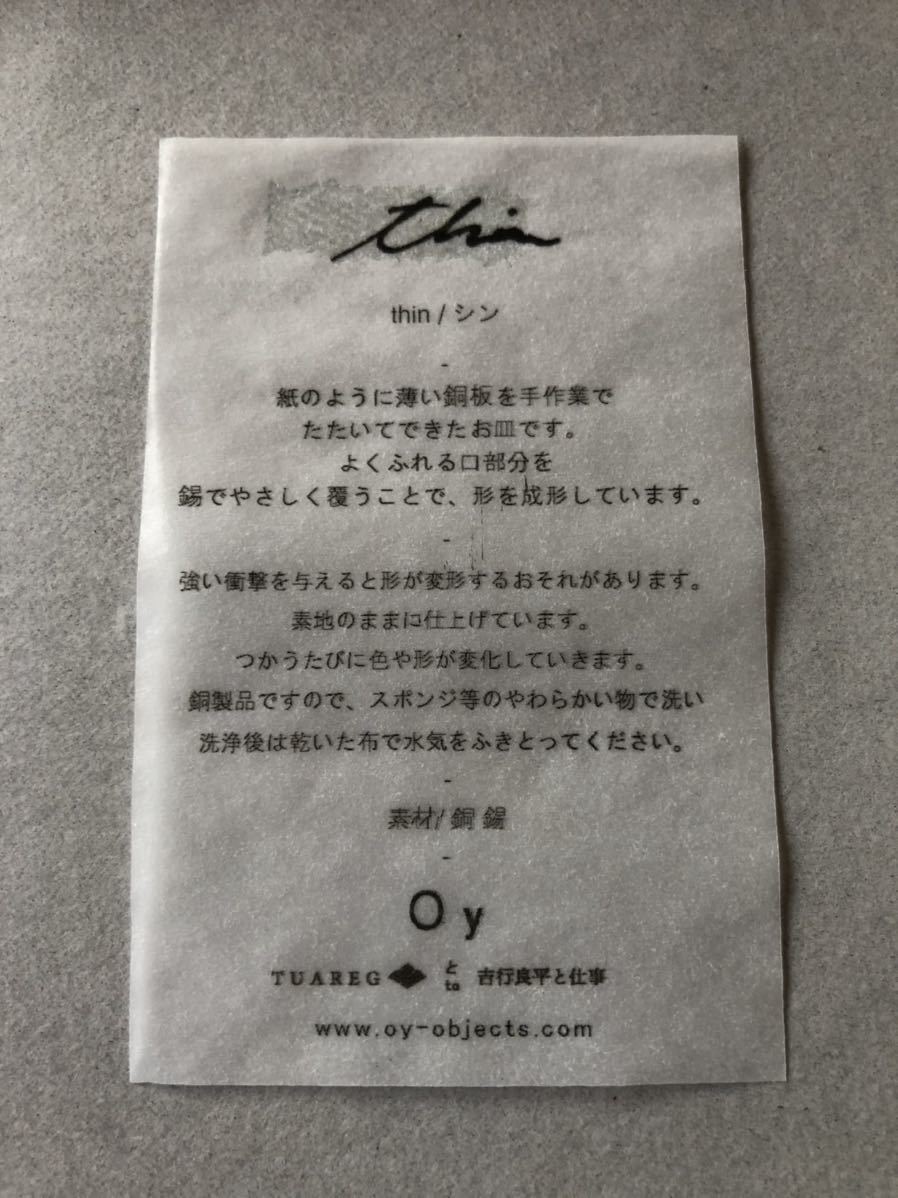 thin
thin / シン
-
紙のように薄い銅板を手作業で
たたいてできたお皿です。
よくふれる口部分を
錫でやさしく覆うことで、形を成形しています。
-
強い衝撃を与えると形が変形するおそれがあります。
素地のままに仕上げています。
つかうたびに色や形が変化していきます。
銅製品ですので、スポンジ等のやわらかい物で洗い
洗浄後は乾いた布で水気をふきとってください。
-
素材/ 銅 錫
-
Oy
TUAREG と to 吉行良平と仕事
www.oy-objects.com